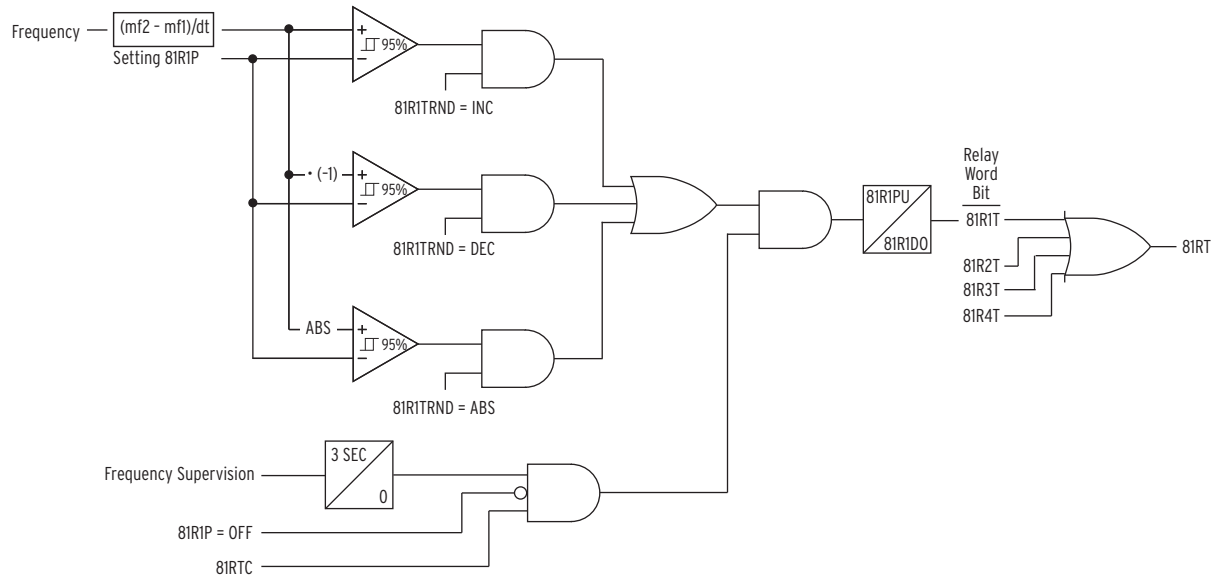 Frequency
(mf2 - mf1)/dt
Setting 81R1P
+
95%
−
81R1TRND = INC
• (-1)
+
95%
−
81R1TRND = DEC
ABS
+
95%
−
81R1TRND = ABS
Frequency Supervision
3 SEC
0
81R1P = OFF
81RTC
81R1PU
81R1DO
Relay
Word
Bit
81R1T
81R2T
81R3T
81R4T
81RT